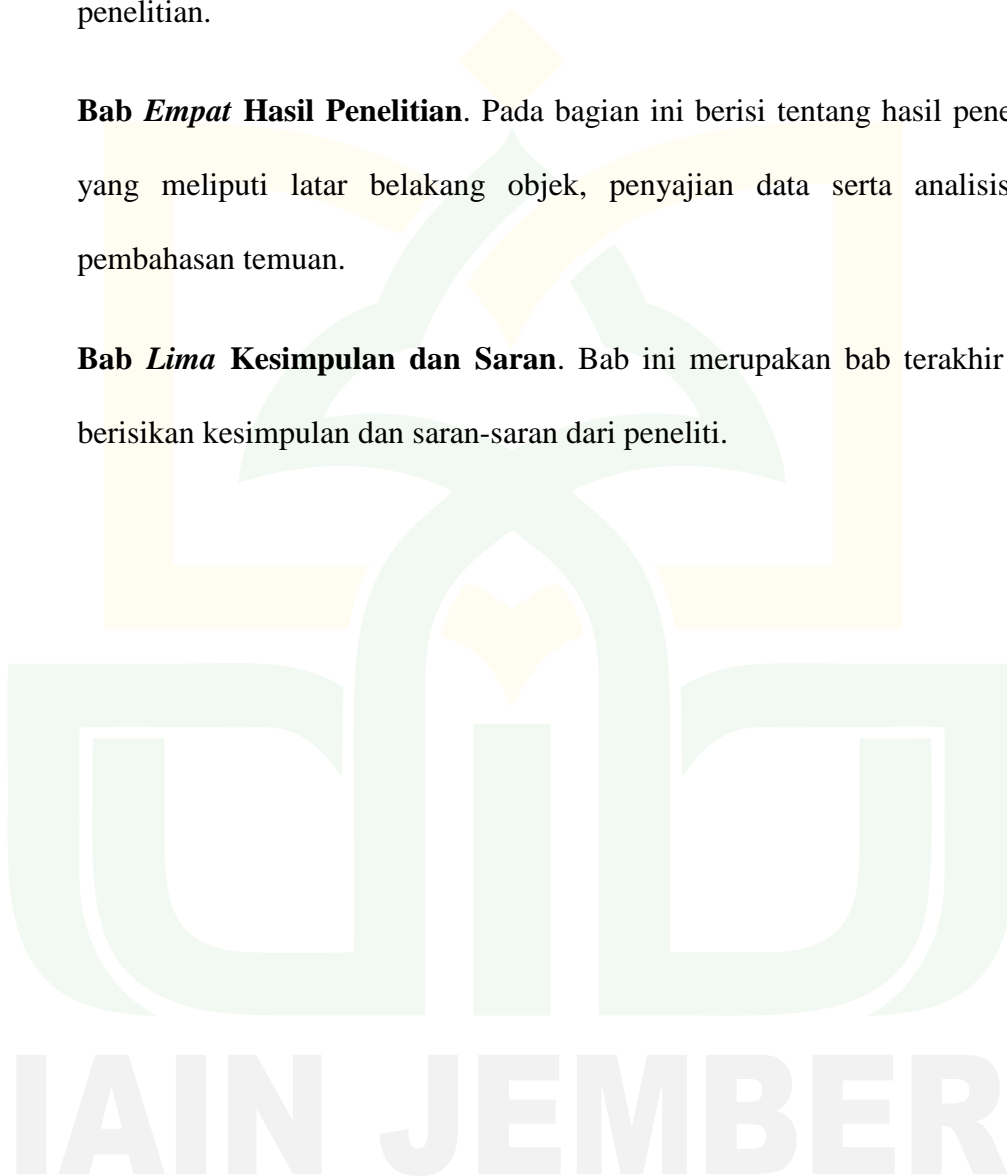 penelitian.
Bab Empat Hasil Penelitian. Pada bagian ini berisi tentang hasil pene
yang meliputi latar belakang objek, penyajian data serta analisis
pembahasan temuan.
Bab Lima Kesimpulan dan Saran. Bab ini merupakan bab terakhir
berisikan kesimpulan dan saran-saran dari peneliti.
IAIN JEMBER